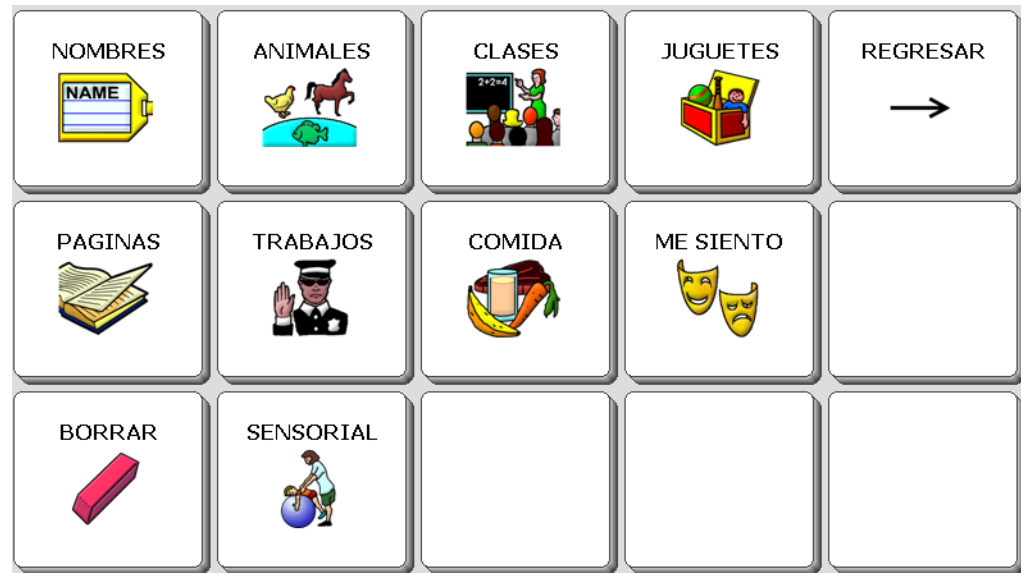 NOMBRES
NAME
ANIMALES
CLASES
2+2=4
JUGUETES
REGRESAR
PAGINAS
TRABAJOS
COMIDA
ME SIENTO
BORRAR
SENSORIAL